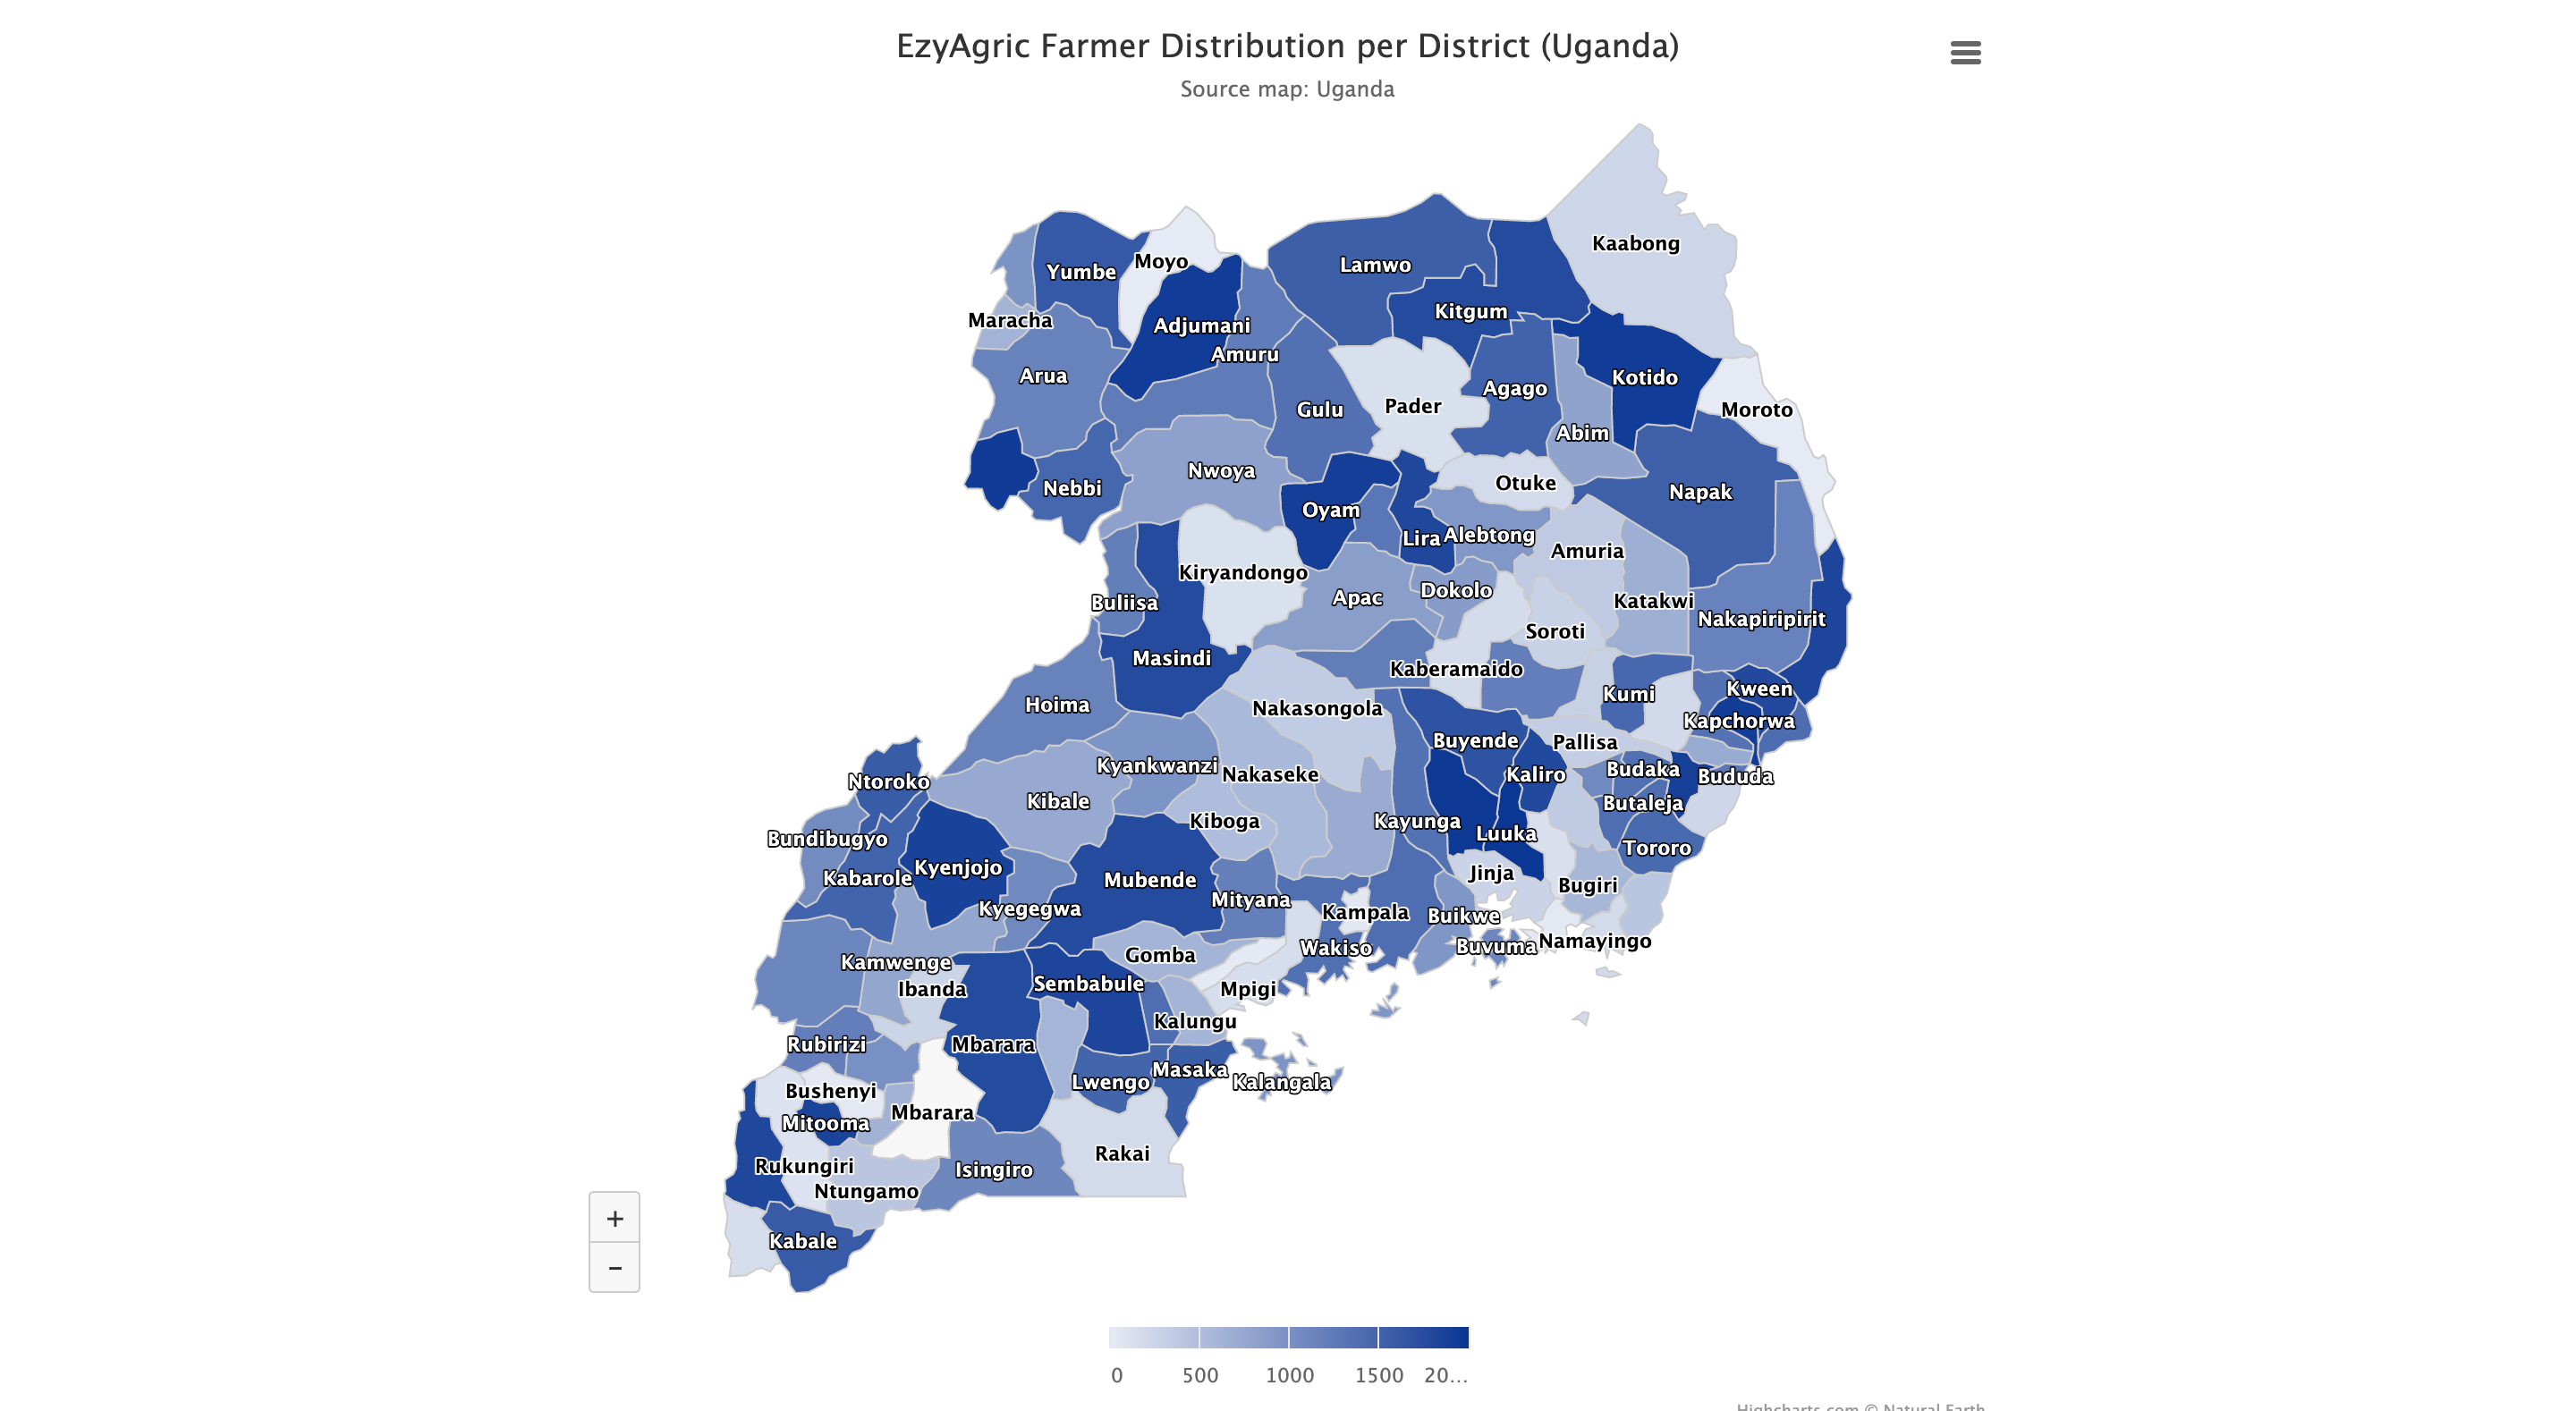 EzyAgric Farmer Distribution per District (Uganda)
Source map: Uganda
Kaabong
Yumbe
Moyo
Lamwo
Kitgum
Maracha
Adjumani
Amuru
Arua
Kotido
Agago
Gulu
Pader
Moroto
Abim
Nwoya
Nebbi
Otuke
Napak
Oyam
Lira
Alebtong
Amuria
Kiryandongo
Apac
Dokolo
Katakwi
Buliisa
Nakapiripirit
Soroti
Masindi
Kaberamaido
Kween
Kumi
Hoima
Nakasongola
Kapchorwa
Buyende
Pallisa
Kyankwanzi
Nakaseke
Kaliro
Budaka
Bududa
Ntoroko
Kibale
Butaleja
Kiboga
Kayunga
Luuka
Bundibugyo
Tororo
Kyenjojo
Kabarole
Mubende
Jinja
Bugiri
Mityana
Kyegegwa
Kampala
Buikwe
Wakiso
Buvuma
Namayingo
Gomba
Kamwenge
Sembabule
Ibanda
Mpigi
Kalungu
Rubirizi
Mbarara
Masaka
Lwengo
Kalangala
Bushenyi
Mbarara
Mitooma
Rakai
Rukungiri
Isingiro
Ntungamo
Kabale
+
−
0 500 1000 1500 20…
Highcharts.com © Natural Earth